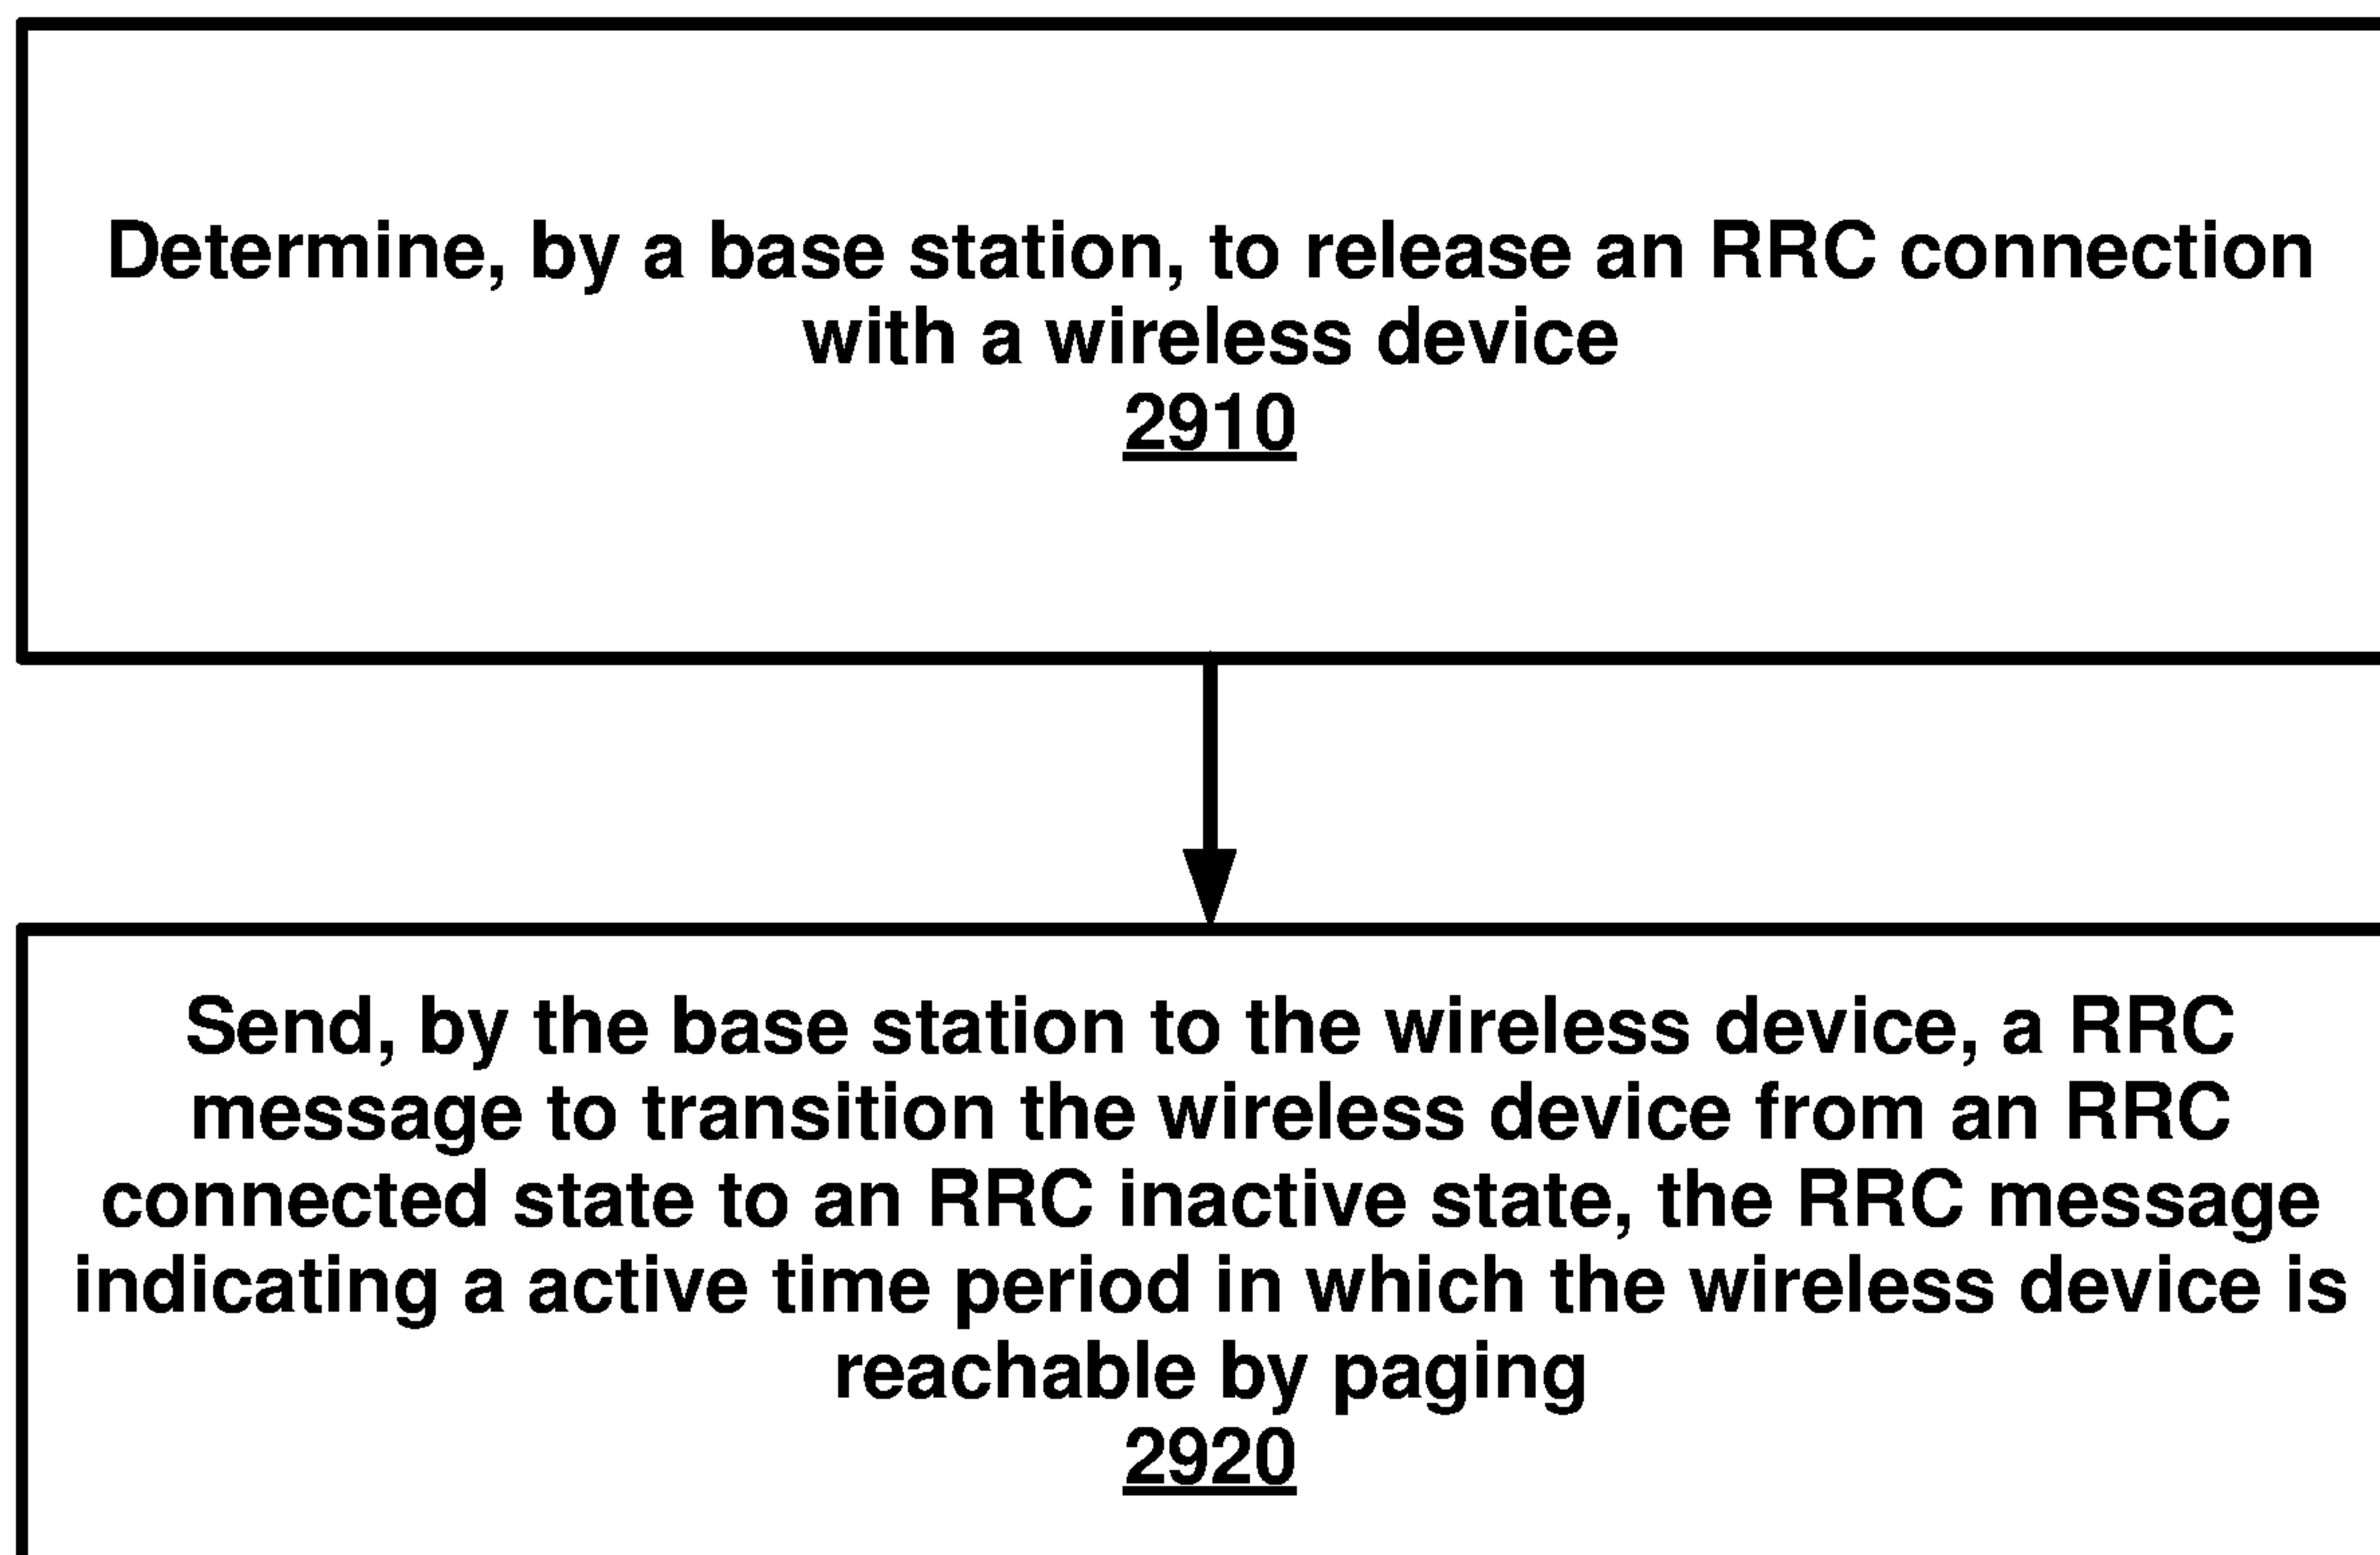 Determine, by a base station, to release an RRC connection
with a wireless device
2910
Send, by the base station to the wireless device, a RRC
message to transition the wireless device from an RRC
connected state to an RRC inactive state, the RRC message
indicating a active time period in which the wireless device is
reachable by paging
2920